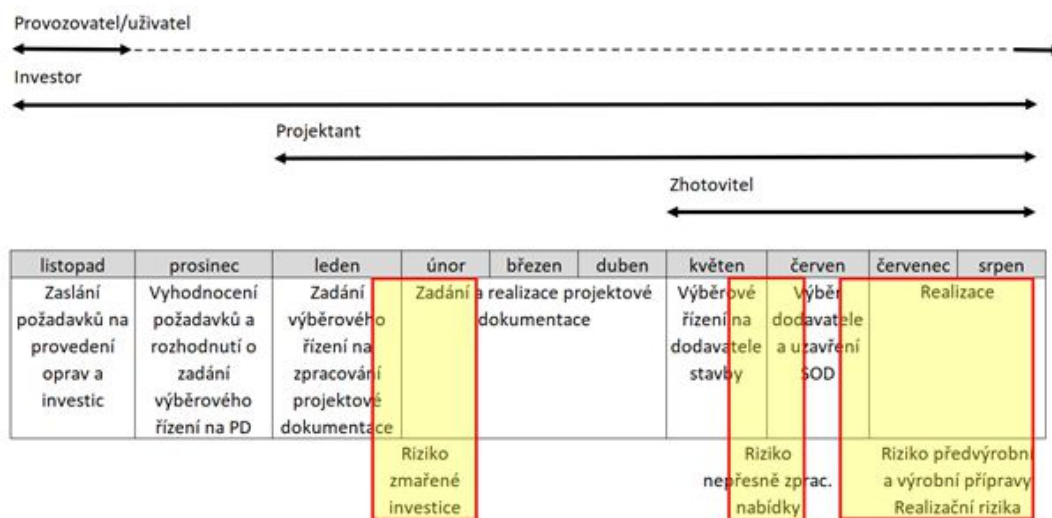 Provozovatel/uživatel
Investor
Projektant
Zhotovitel
listopad prosinec leden únor březen duben květen červen červenec srpen
Zaslání
požadavků na
provedení
oprav a
investic
Vyhodnocení
požadavků a
rozhodnutí o
zadání
výběrového
řízení na PD
Zadání
výběrového
řízení na
zpracování
projektové
dokumentace
Zadání a realizace projektové
dokumentace
Výběrové
řízení na
dodavatele
stavby
Výběr
dodavatele
a uzavření
SOD
Realizace
Riziko
zmařené
investice
Riziko
nepřesně zprac.
nabídky
Riziko předvýrobní
a výrobní přípravy
Realizační rizika